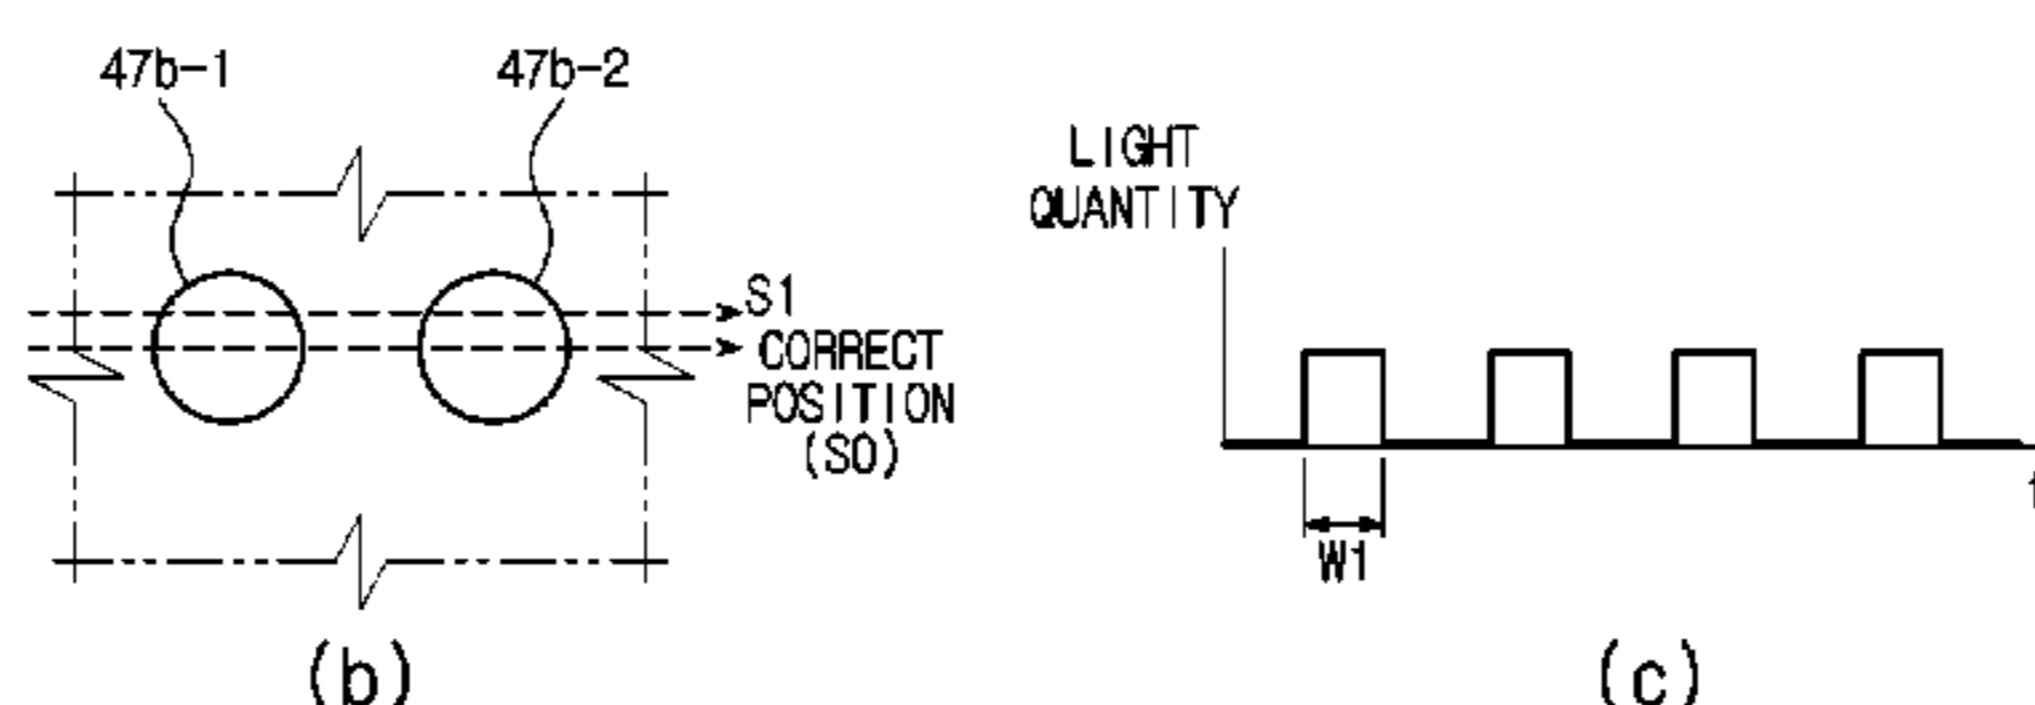 47b-1
47b-2
S1
CORRECT
POSITION
(S0)
(b)
LIGHT
QUANTITY
W1
(c)